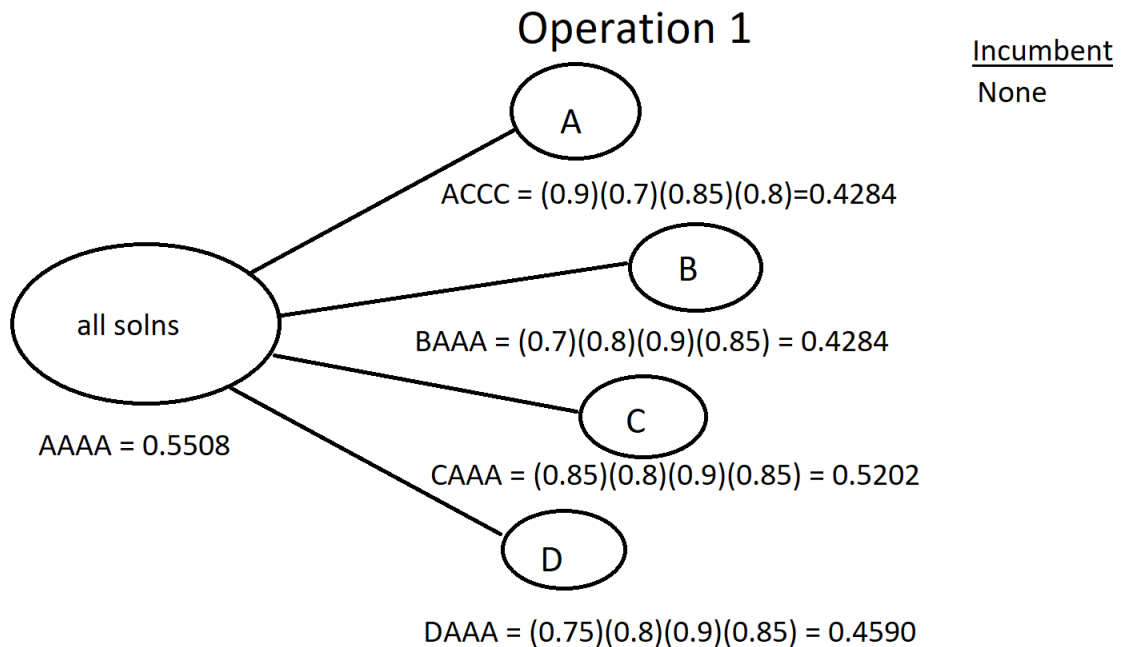 Operation 1
Incumbent
None
A
ACCC = (0.9)(0.7)(0.85)(0.8)=0.4284
B
all solns
BAAA = (0.7)(0.8)(0.9)(0.85) = 0.4284
C
AAAA = 0.5508
CAAA = (0.85)(0.8)(0.9)(0.85) = 0.5202
D
DAAA = (0.75)(0.8)(0.9)(0.85) = 0.4590